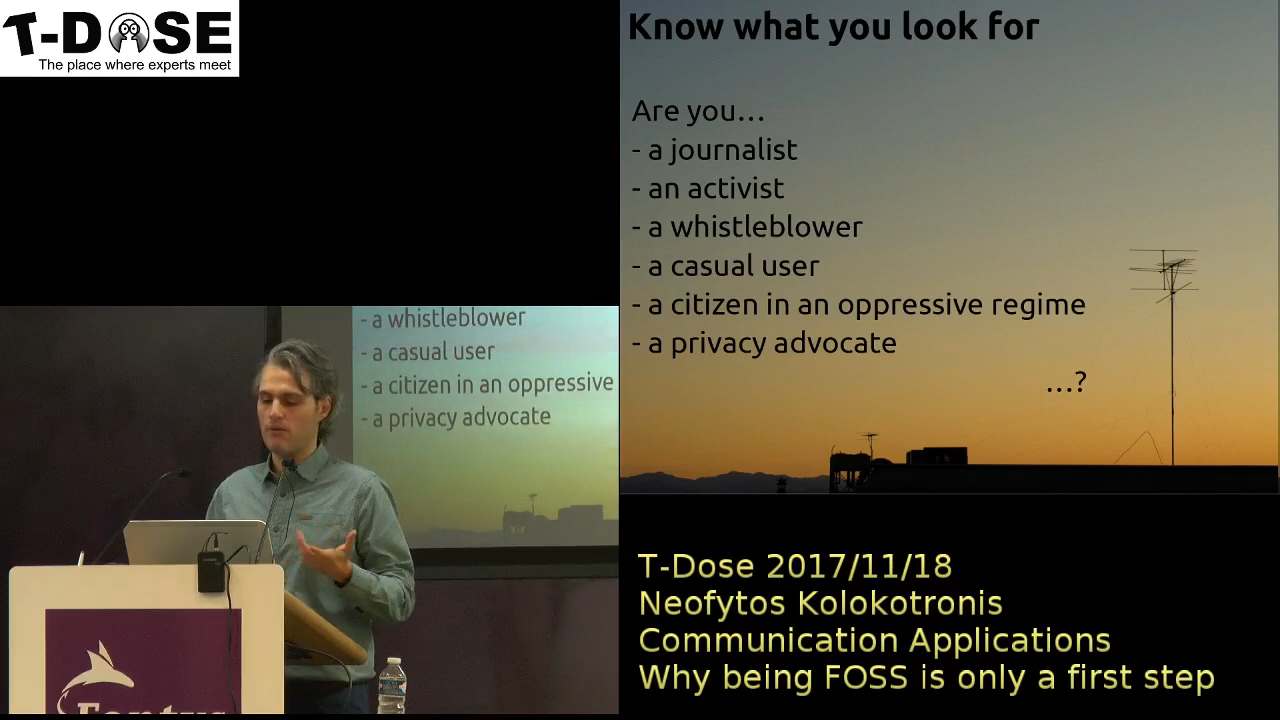 T-DOSE
The place where experts meet
Know what you look for
Are you...
- a journalist
- an activist
- a whistleblower
- a casual user
- a citizen in an oppressive regime
- a privacy advocate
...?
- a whistleblower
- a casual user
- a citizen in an oppressive
- a privacy advocate
T-Dose 2017/11/18
Neofytos Kolokotronis
Communication Applications
Why being FOSS is only a first step